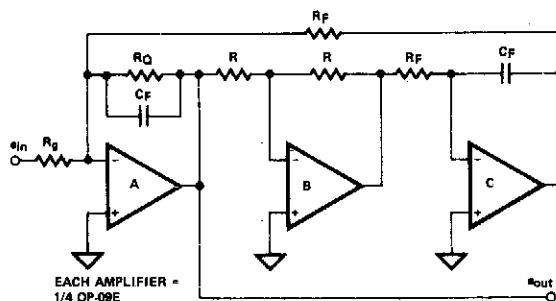 RF
RQ
R
R
RF
CF
CF
ein
Rg
−
+
A
−
+
B
−
+
C
EACH AMPLIFIER =
1/4 OP-09E
eout